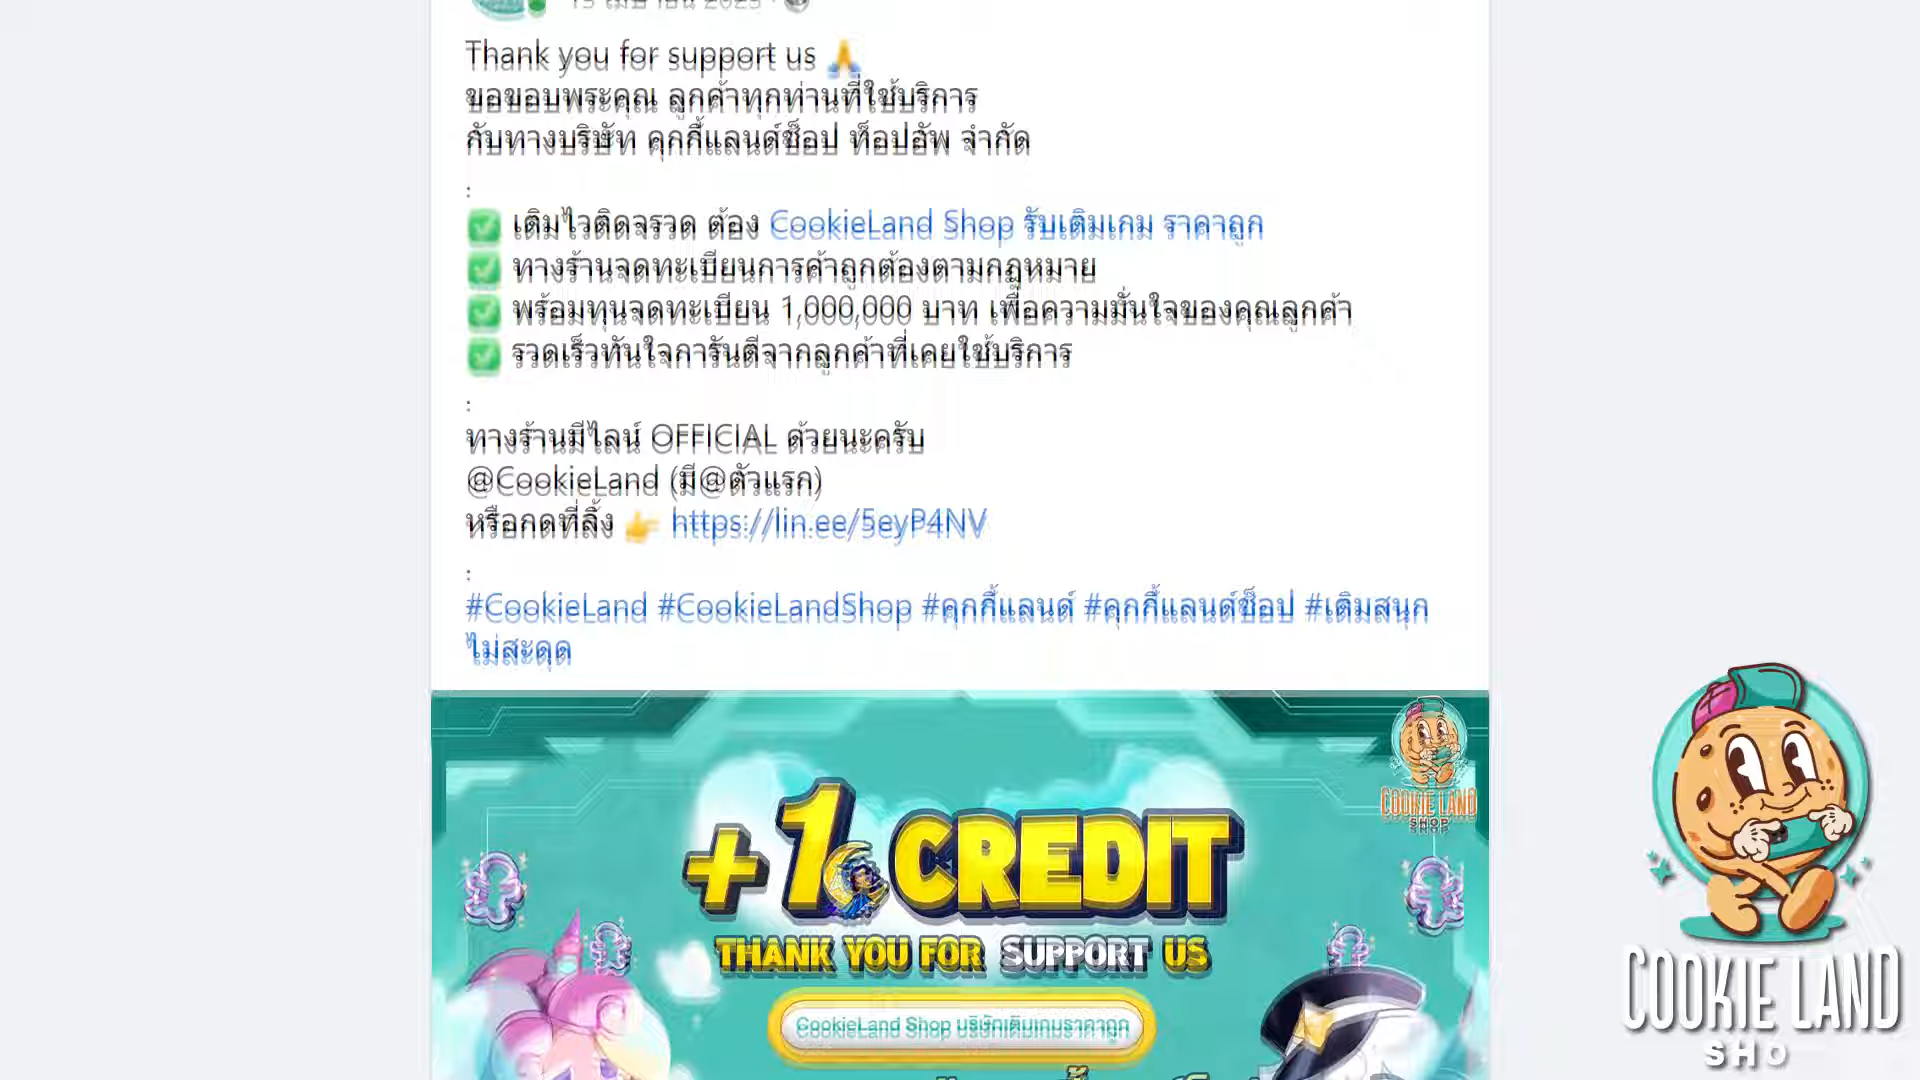 Thank you for support us 🙏
ขอขอบพระคุณ ลูกค้าทุกท่านที่ใช้บริการ
กับทางบริษัท คุกกี้แลนด์ช็อป ท็อปอัพ จำกัด
:
✅ เติมไวติดจรวด ต้อง CookieLand Shop รับเติมเกม ราคาถูก
✅ ทางร้านจดทะเบียนการค้าถูกต้องตามกฎหมาย
✅ พร้อมทุนจดทะเบียน 1,000,000 บาท เพื่อความมั่นใจของคุณลูกค้า
✅ รวดเร็วทันใจการันตีจากลูกค้าที่เคยใช้บริการ
:
ทางร้านมีไลน์ OFFICIAL ด้วยนะครับ
@CookieLand (มี@ตัวแรก)
หรือกดที่ลิ้ง 👉 https://lin.ee/5eyP4NV
:
#CookieLand #CookieLandShop #คุกกี้แลนด์ #คุกกี้แลนด์ช็อป #เติมสนุก
ไม่สะดุด
COOKIE LAND
SHOP
+1 CREDIT
THANK YOU FOR SUPPORT US
CookieLand Shop บริษัทเติมเกมราคาถูก
COOKIE LAND
SHO